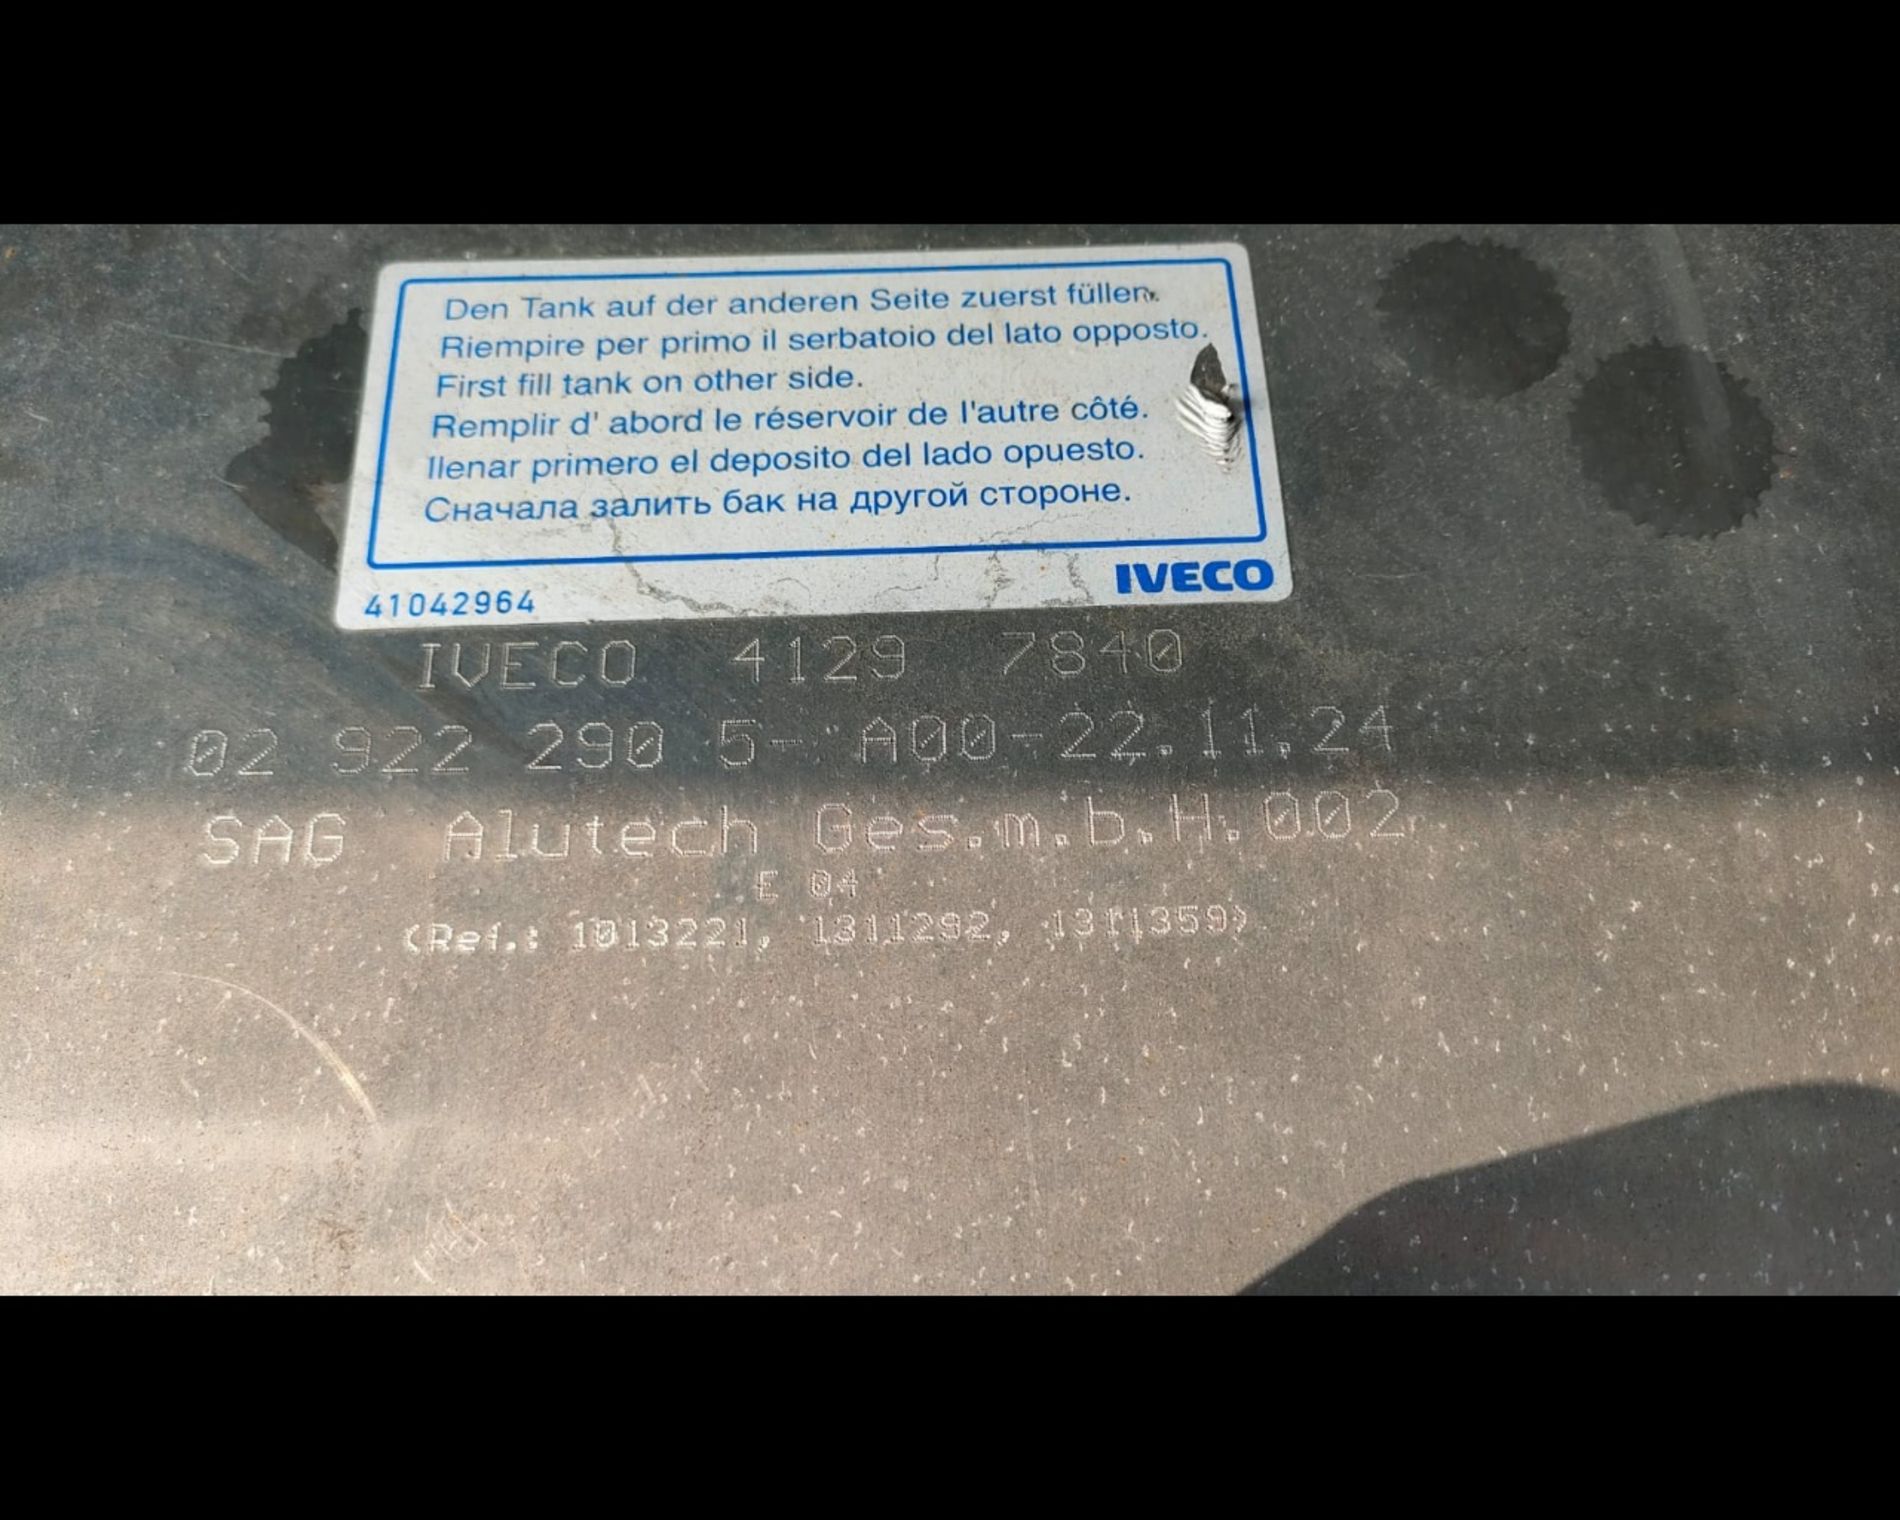 Den Tank auf der anderen Seite zuerst füllen.
Riempire per primo il serbatoio del lato opposto.
First fill tank on other side.
Remplir d' abord le réservoir de l'autre côté.
llenar primero el deposito del lado opuesto.
Сначала залить бак на другой стороне.
41042964
IVECO
IVECO 4129 7840
02 922 290 5- A00-22.11.24
SAG Alutech Ges.m.b.H.002
E 04
(Ref.: 1013221, 1311292, 1311359)